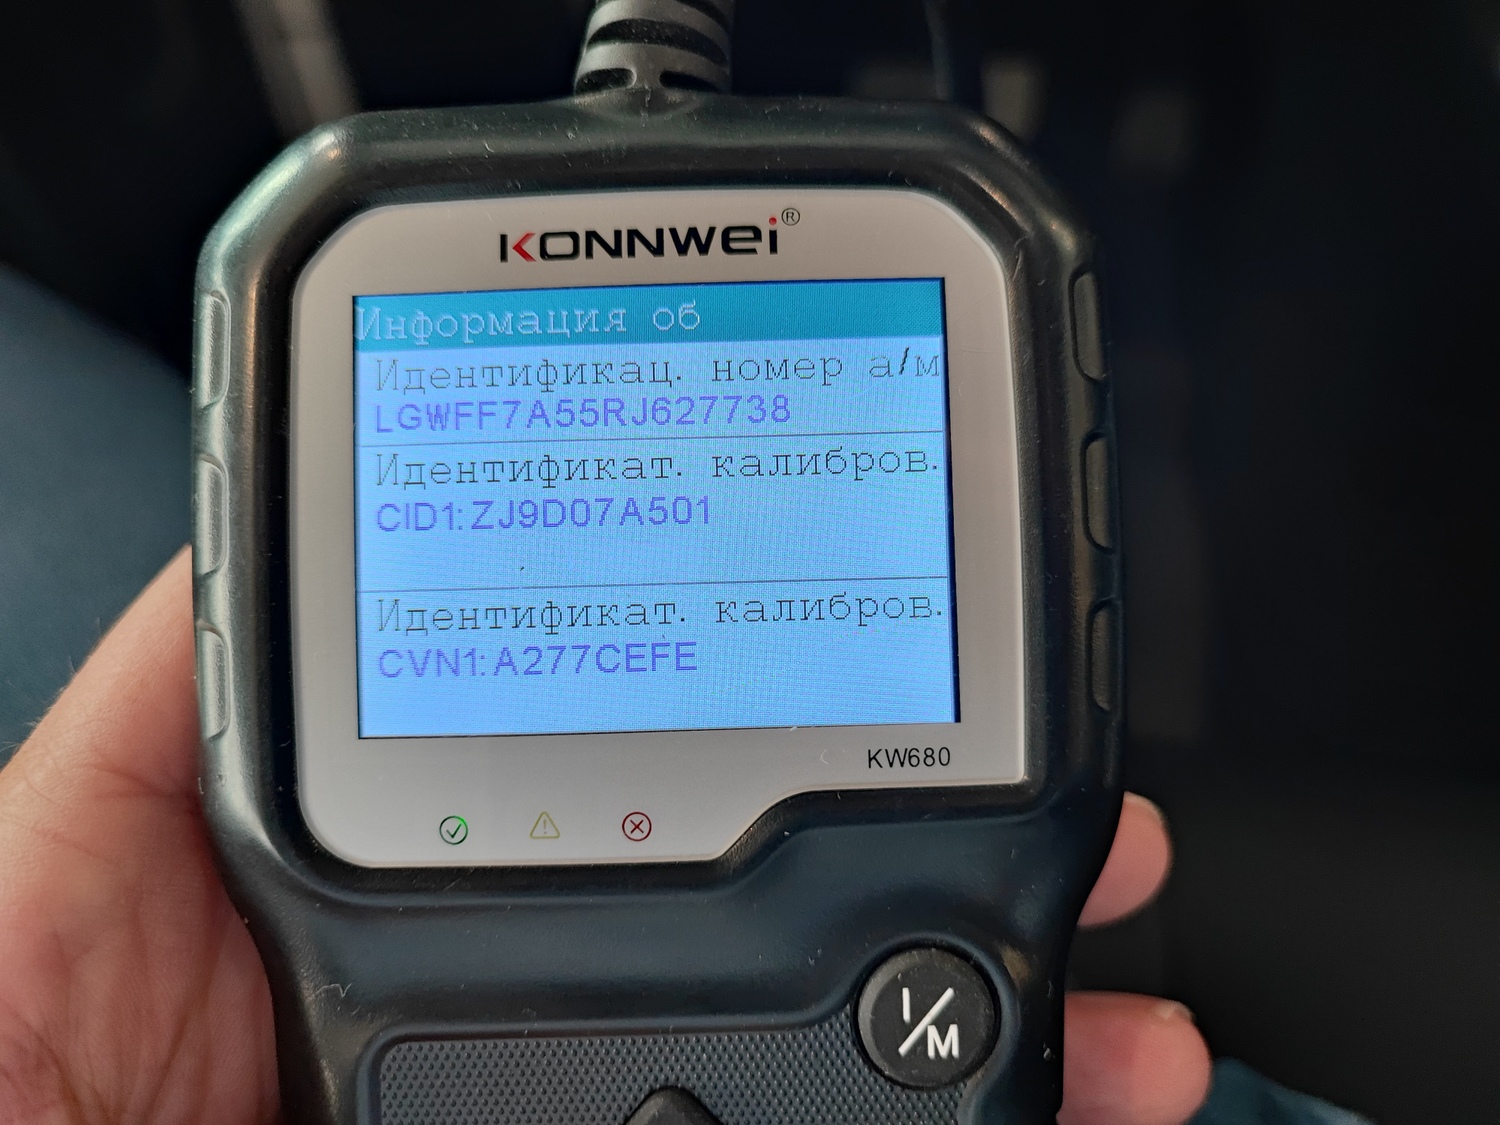 KONNWEI®
Информация об
Идентификац. номер а/м
LGWFF7A55RJ627738
Идентификат. калибров.
CID1:ZJ9D07A501
Идентификат. калибров.
CVN1:A277CEFE
KW680
I/M